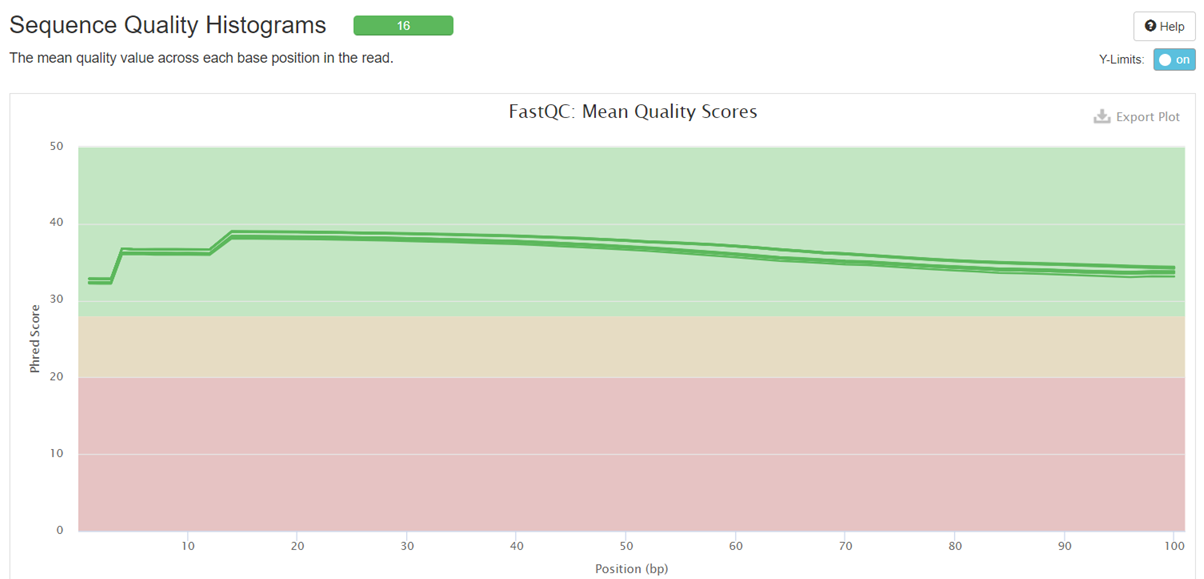 Sequence Quality Histograms 16
Help
The mean quality value across each base position in the read.
Y-Limits: on
FastQC: Mean Quality Scores
Export Plot
50
40
30
20
10
0
Phred Score
10 20 30 40 50 60 70 80 90 100
Position (bp)